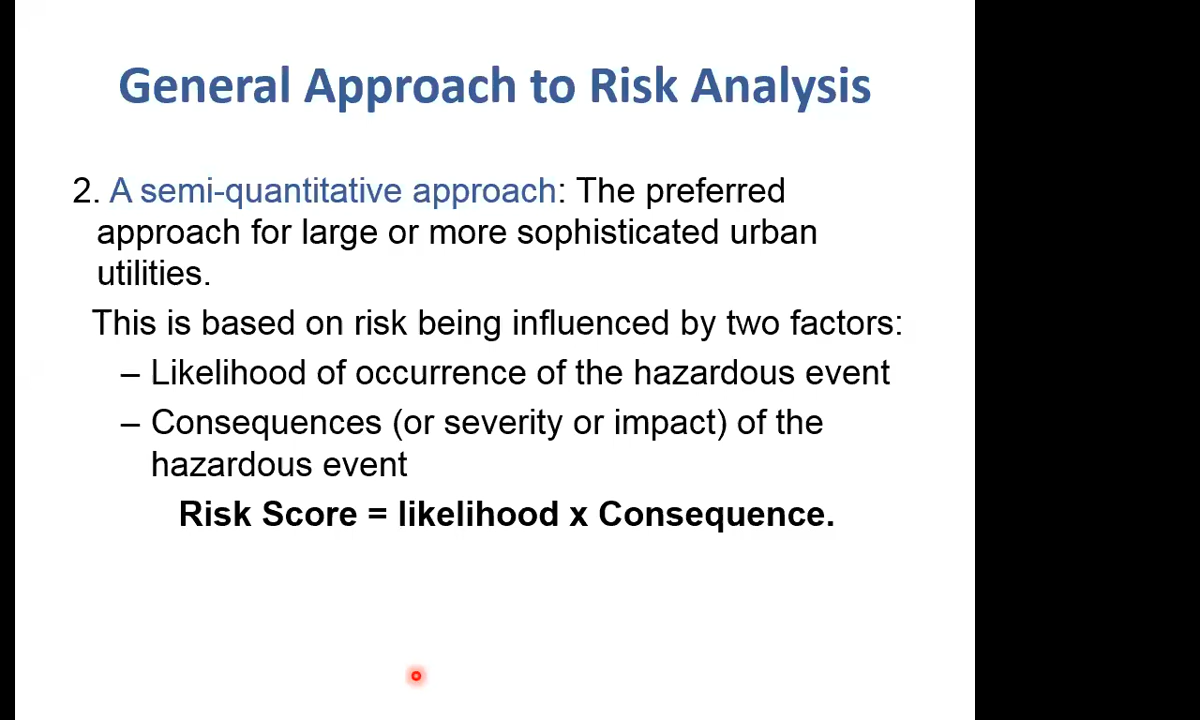 General Approach to Risk Analysis
2. A semi-quantitative approach: The preferred
approach for large or more sophisticated urban
utilities.
This is based on risk being influenced by two factors:
– Likelihood of occurrence of the hazardous event
– Consequences (or severity or impact) of the
hazardous event
Risk Score = likelihood x Consequence.